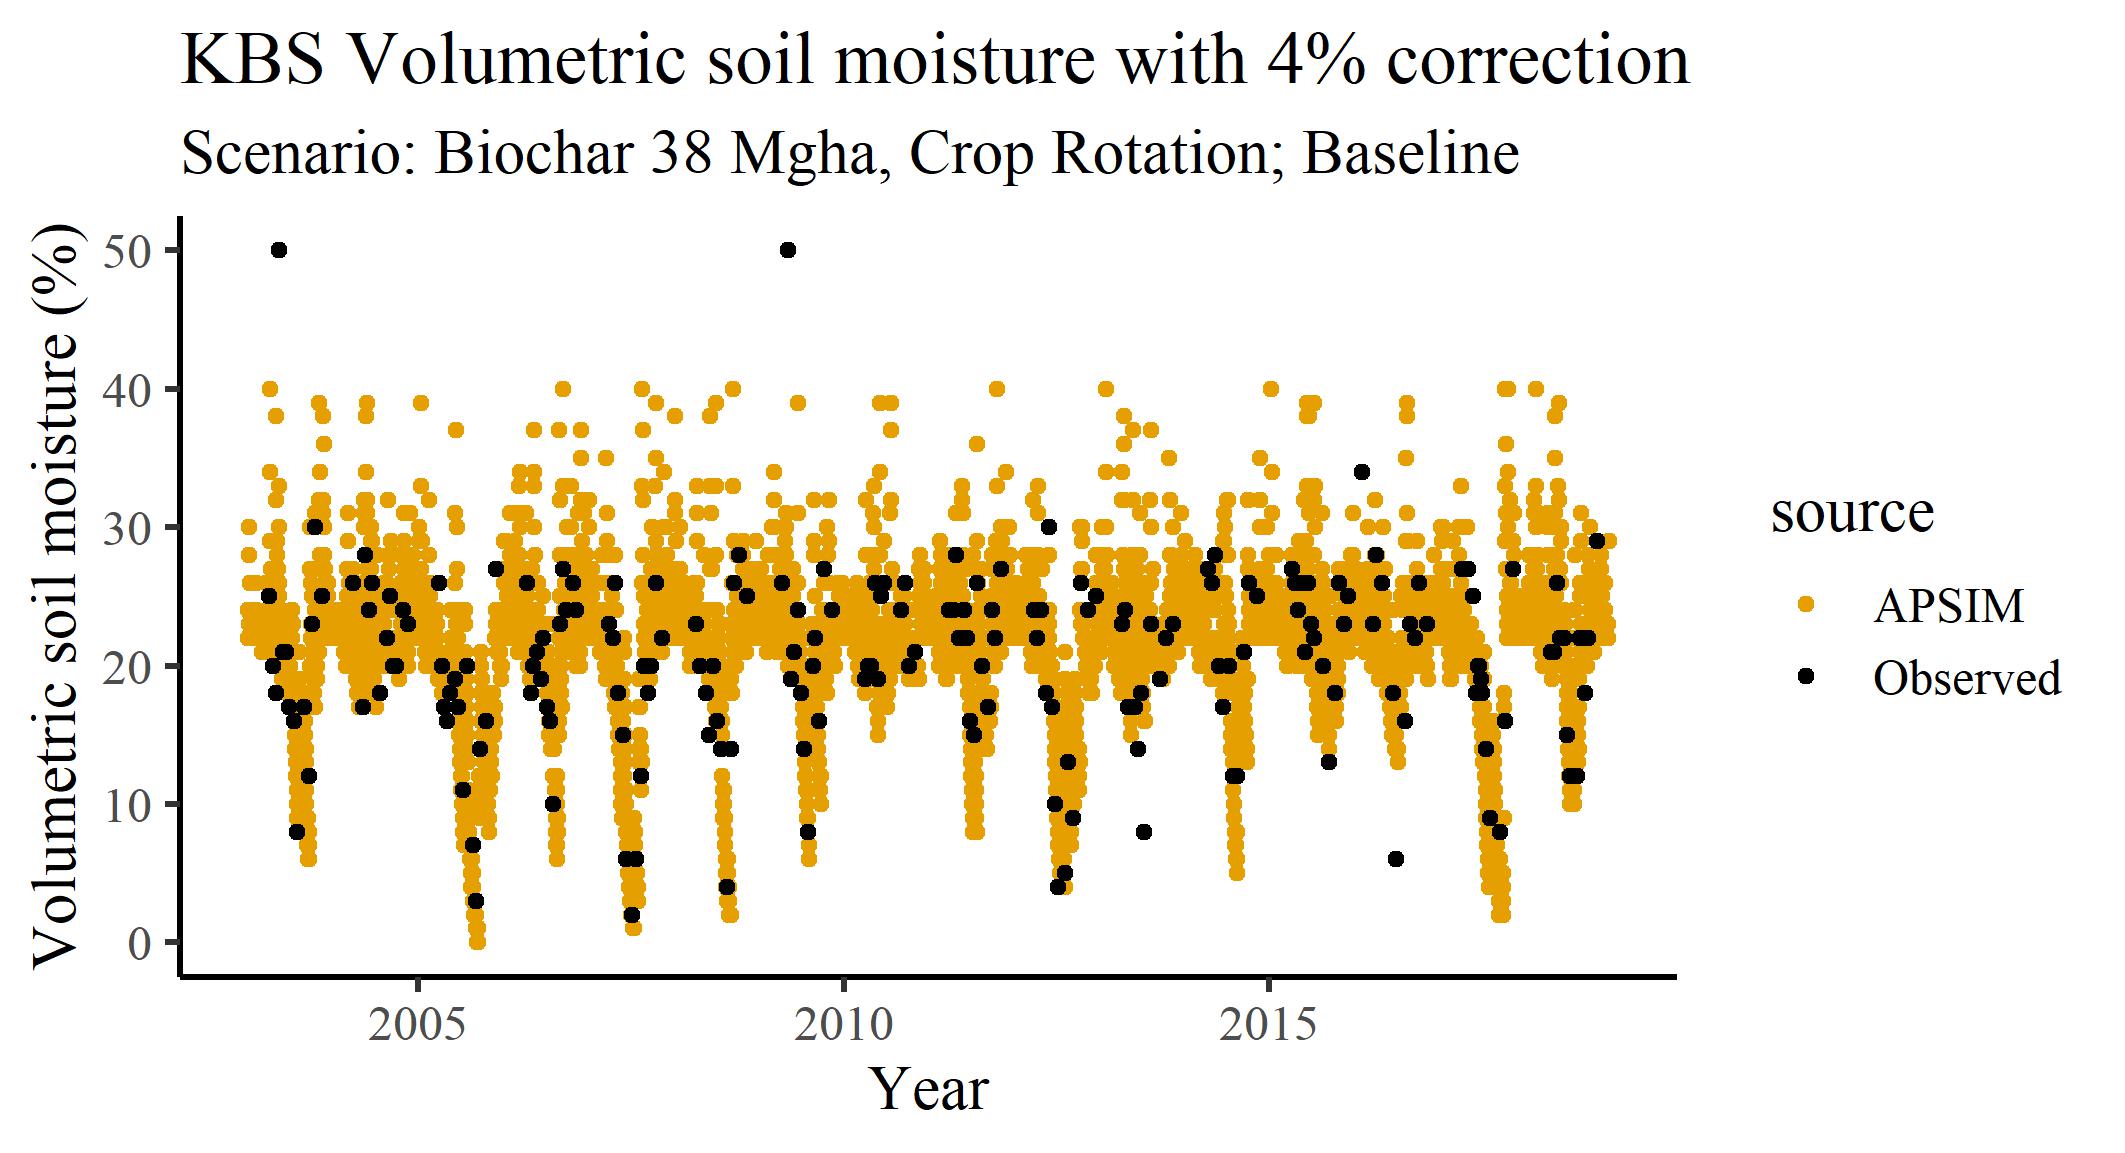 KBS Volumetric soil moisture with 4% correction
Scenario: Biochar 38 Mgha, Crop Rotation; Baseline
Volumetric soil moisture (%)
50
40
30
20
10
0
2005 2010 2015
Year
source
APSIM
Observed